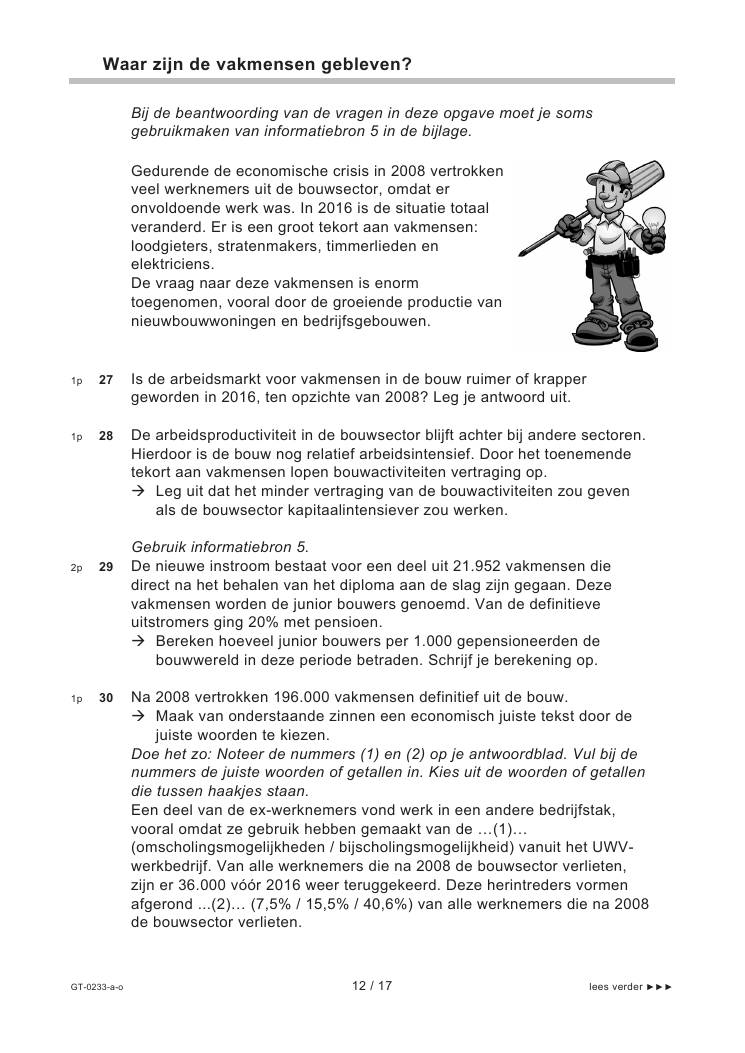 Waar zijn de vakmensen gebleven?
Bij de beantwoording van de vragen in deze opgave moet je soms
gebruikmaken van informatiebron 5 in de bijlage.
Gedurende de economische crisis in 2008 vertrokken
veel werknemers uit de bouwsector, omdat er
onvoldoende werk was. In 2016 is de situatie totaal
veranderd. Er is een groot tekort aan vakmensen:
loodgieters, stratenmakers, timmerlieden en
elektriciens.
De vraag naar deze vakmensen is enorm
toegenomen, vooral door de groeiende productie van
nieuwbouwwoningen en bedrijfsgebouwen.
1p 27 Is de arbeidsmarkt voor vakmensen in de bouw ruimer of krapper
geworden in 2016, ten opzichte van 2008? Leg je antwoord uit.
1p 28 De arbeidsproductiviteit in de bouwsector blijft achter bij andere sectoren.
Hierdoor is de bouw nog relatief arbeidsintensief. Door het toenemende
tekort aan vakmensen lopen bouwactiviteiten vertraging op.
→ Leg uit dat het minder vertraging van de bouwactiviteiten zou geven
als de bouwsector kapitaalintensiever zou werken.
Gebruik informatiebron 5.
2p 29 De nieuwe instroom bestaat voor een deel uit 21.952 vakmensen die
direct na het behalen van het diploma aan de slag zijn gegaan. Deze
vakmensen worden de junior bouwers genoemd. Van de definitieve
uitstromers ging 20% met pensioen.
→ Bereken hoeveel junior bouwers per 1.000 gepensioneerden de
bouwwereld in deze periode betraden. Schrijf je berekening op.
1p 30 Na 2008 vertrokken 196.000 vakmensen definitief uit de bouw.
→ Maak van onderstaande zinnen een economisch juiste tekst door de
juiste woorden te kiezen.
Doe het zo: Noteer de nummers (1) en (2) op je antwoordblad. Vul bij de
nummers de juiste woorden of getallen in. Kies uit de woorden of getallen
die tussen haakjes staan.
Een deel van de ex-werknemers vond werk in een andere bedrijfstak,
vooral omdat ze gebruik hebben gemaakt van de …(1)…
(omscholingsmogelijkheden / bijscholingsmogelijkheid) vanuit het UWV-
werkbedrijf. Van alle werknemers die na 2008 de bouwsector verlieten,
zijn er 36.000 vóór 2016 weer teruggekeerd. Deze herintreders vormen
afgerond ...(2)… (7,5% / 15,5% / 40,6%) van alle werknemers die na 2008
de bouwsector verlieten.
GT-0233-a-o 12 / 17 lees verder ►►►